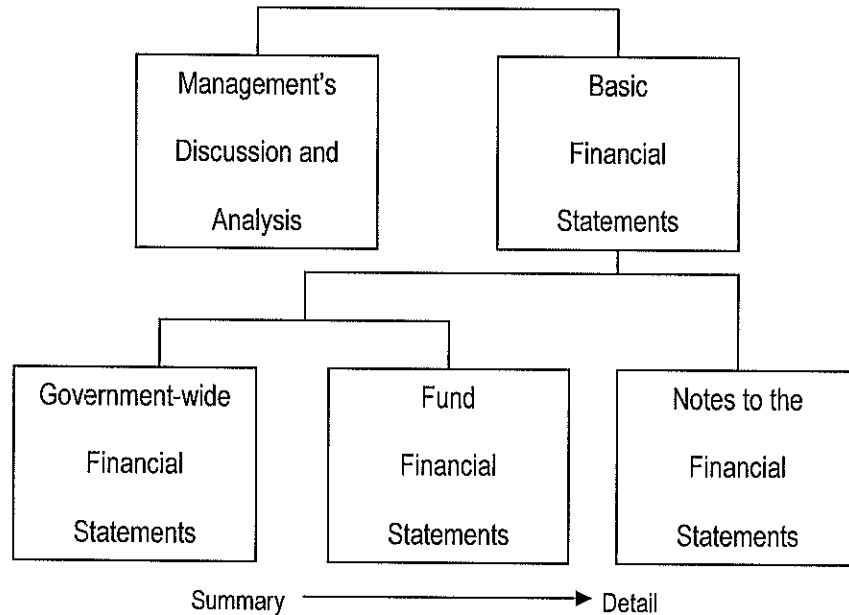 Management's
Discussion and
Analysis
Basic
Financial
Statements
Government-wide
Financial
Statements
Fund
Financial
Statements
Notes to the
Financial
Statements
Summary
Detail